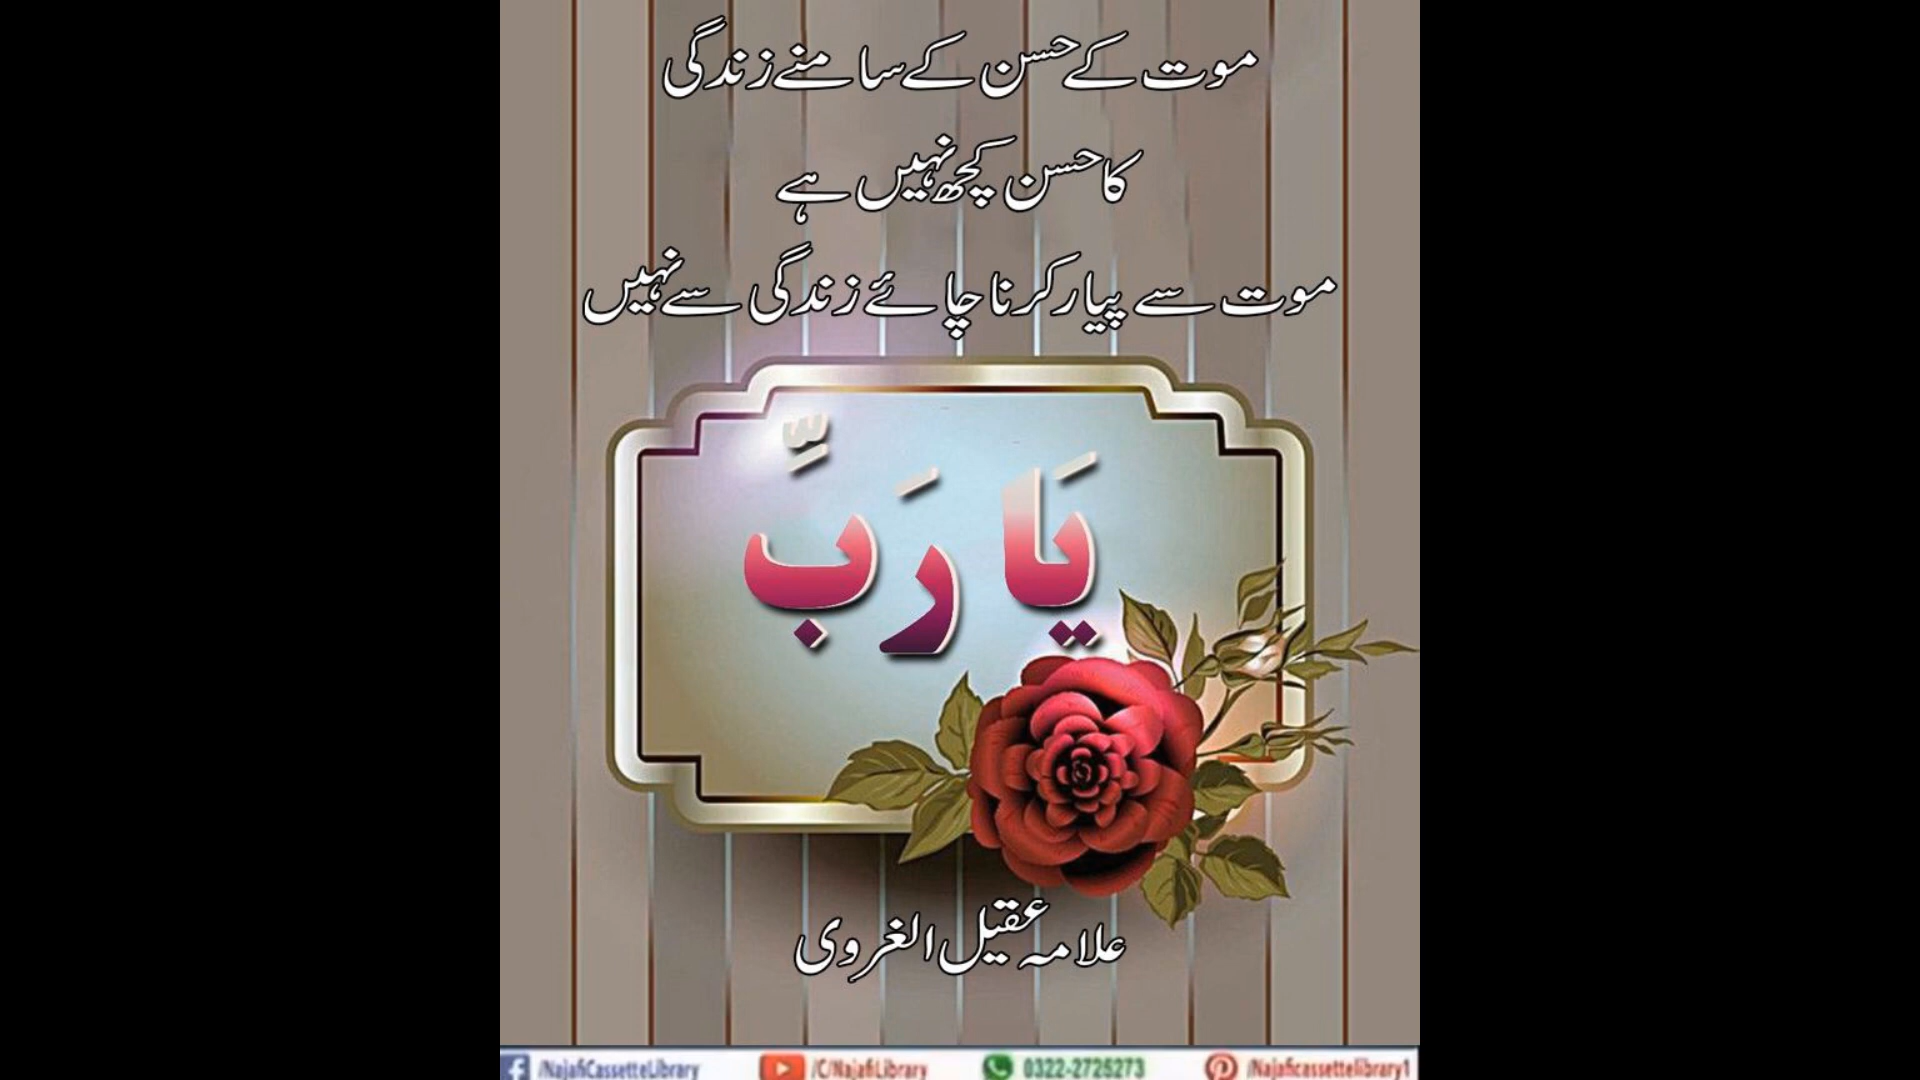 موت کے حسن کے سامنے زندگی
کا حسن کچھ نہیں ہے
موت سے پیار کرنا چائے زندگی سے نہیں
يَا رَبِّ
علامہ عقیل الغروی
/NajafiCassetteLibrary /C/NajafiLibrary 0322-2725273 /Najaficassettelibrary1